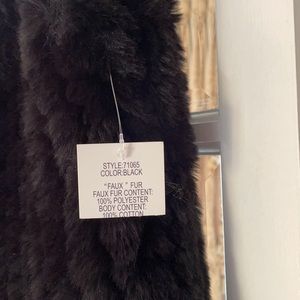 STYLE:71065
COLOR:BLACK
"FAUX" FUR
FAUX FUR CONTENT:
100% POLYESTER
BODY CONTENT:
100% COTTON